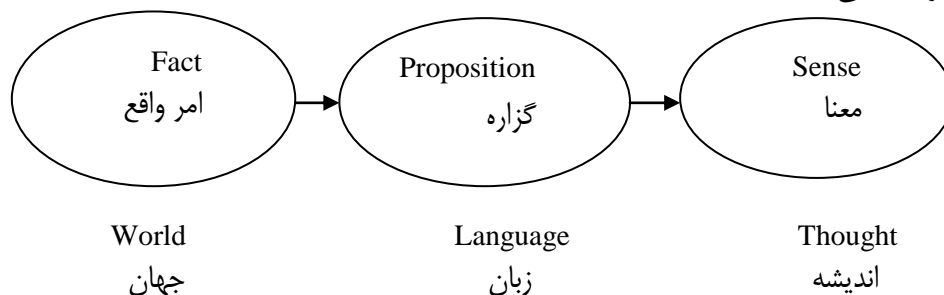 Fact Proposition Sense
امر واقع گزاره معنا
World Language Thought
جهان زبان اندیشه